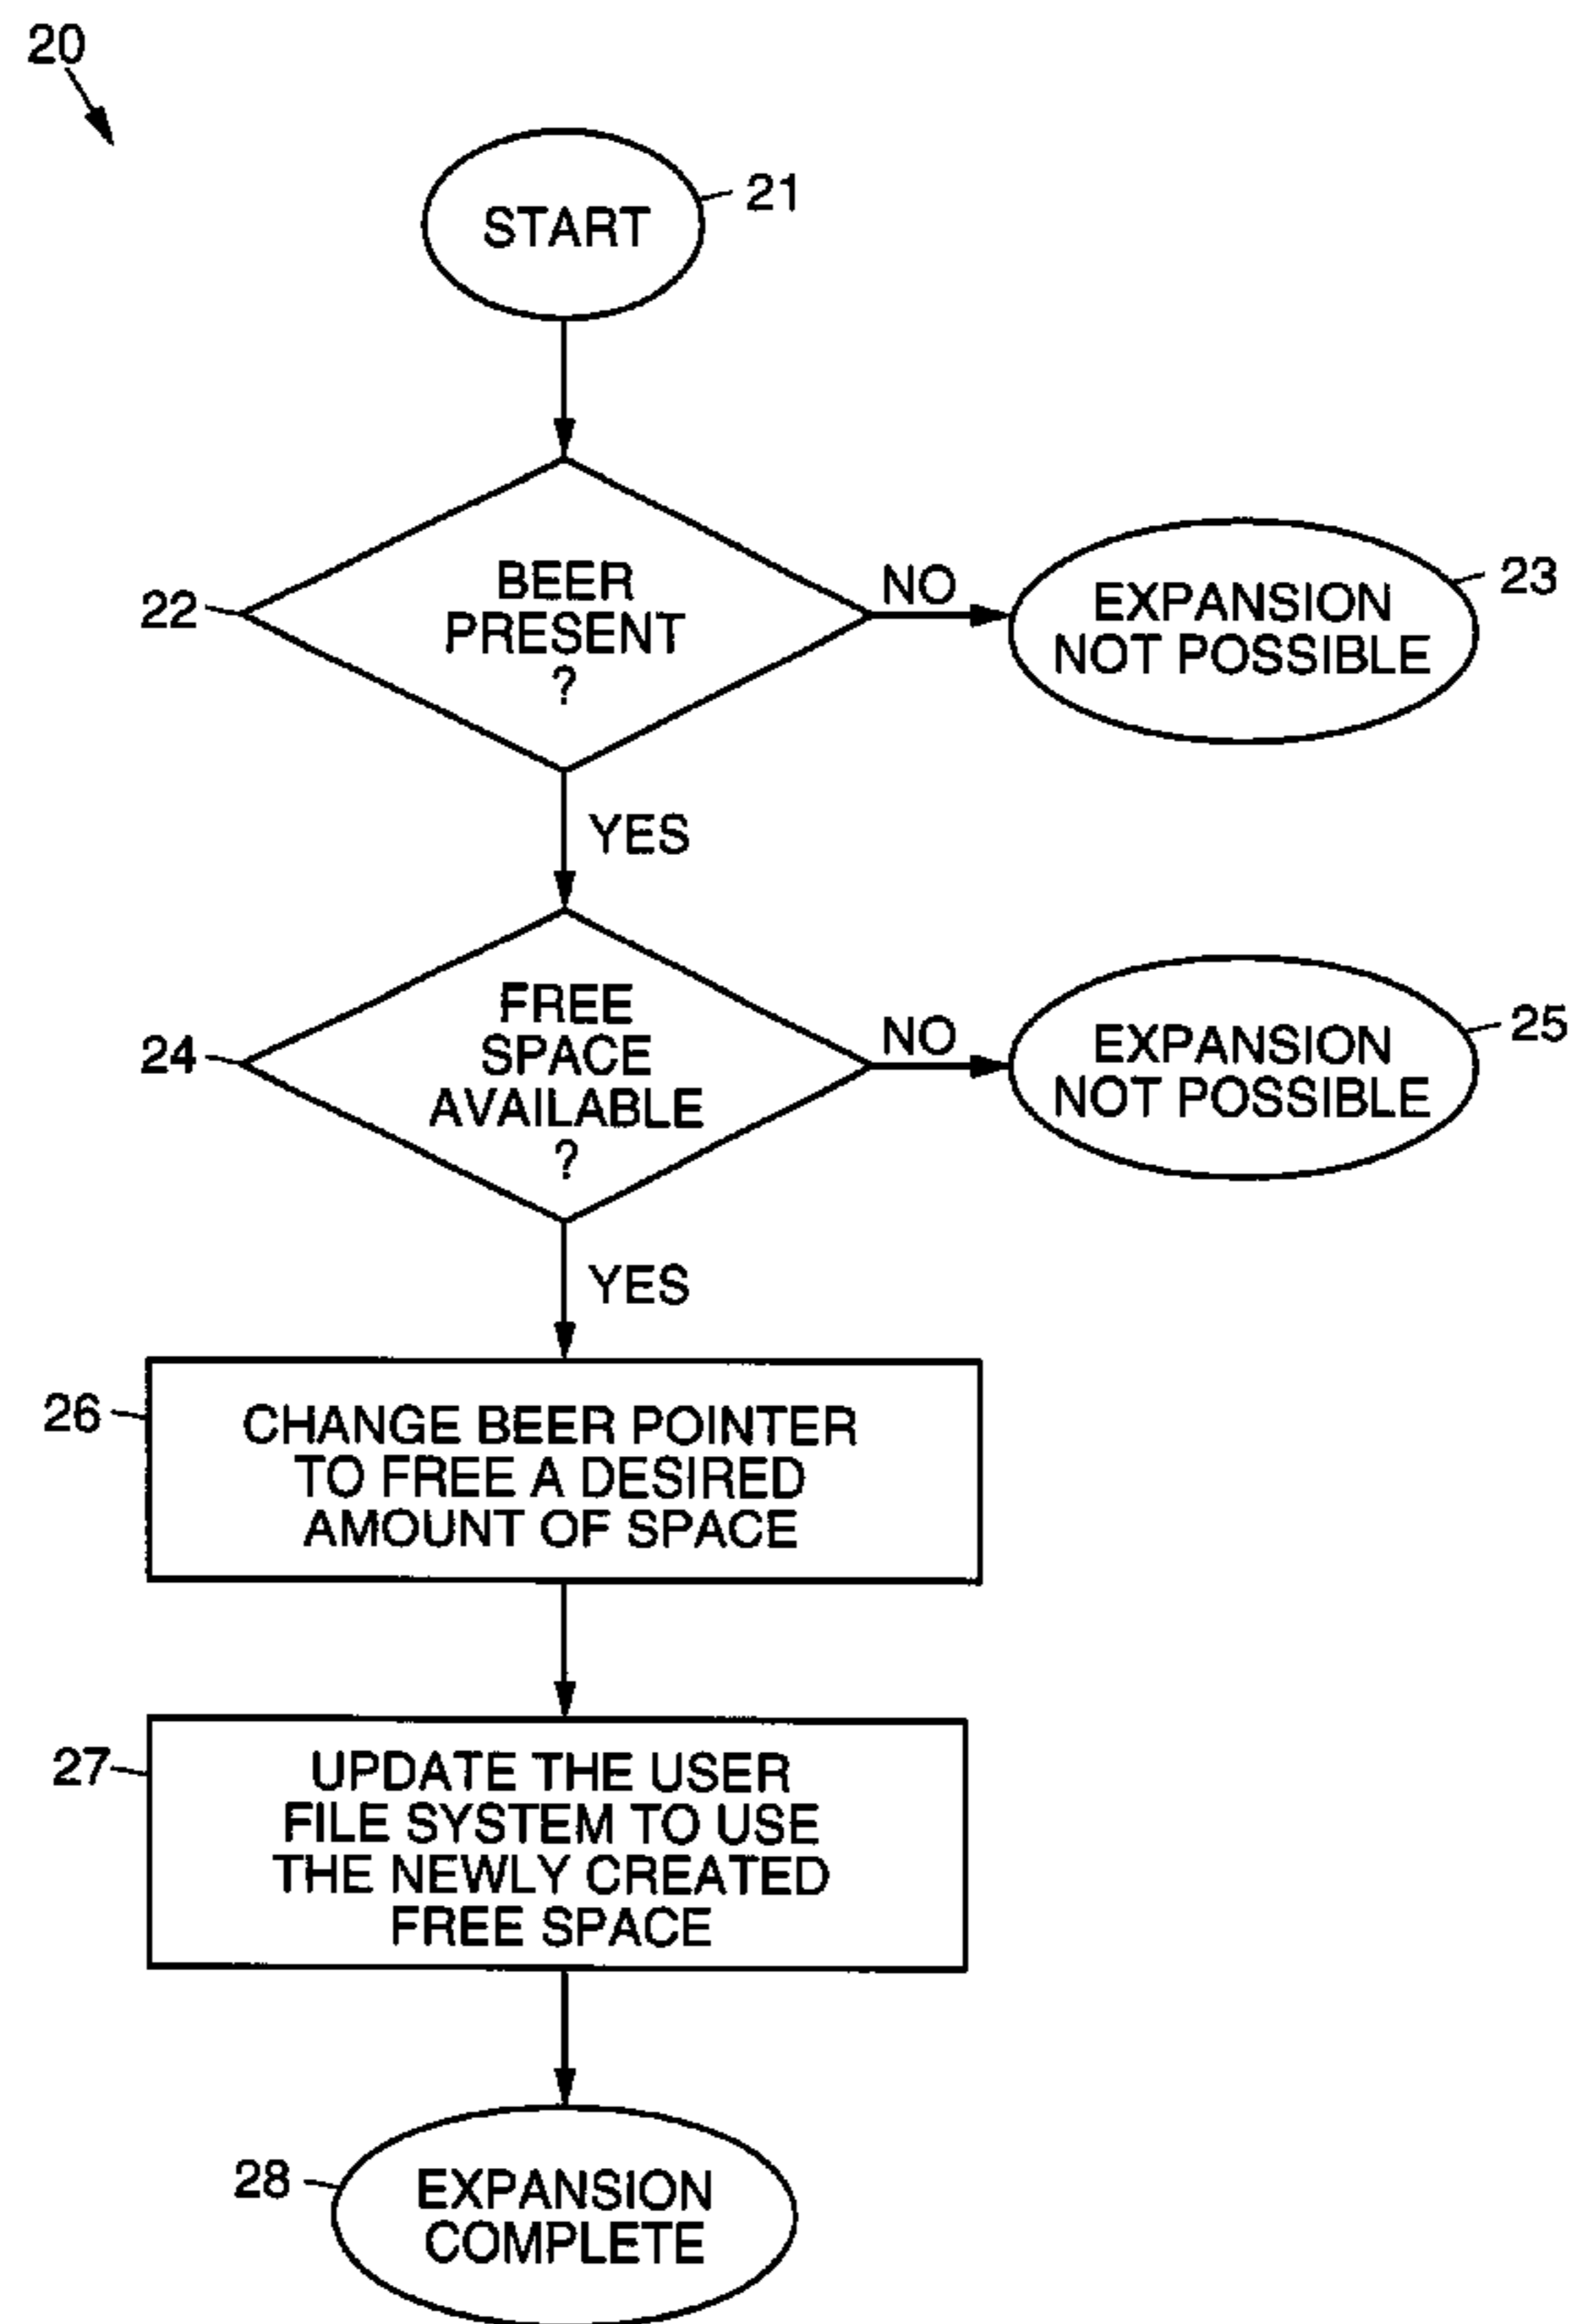 20
START
21
BEER
PRESENT
?
22
NO
EXPANSION
NOT POSSIBLE
23
YES
FREE
SPACE
AVAILABLE
?
24
NO
EXPANSION
NOT POSSIBLE
25
YES
26
CHANGE BEER POINTER
TO FREE A DESIRED
AMOUNT OF SPACE
27
UPDATE THE USER
FILE SYSTEM TO USE
THE NEWLY CREATED
FREE SPACE
28
EXPANSION
COMPLETE